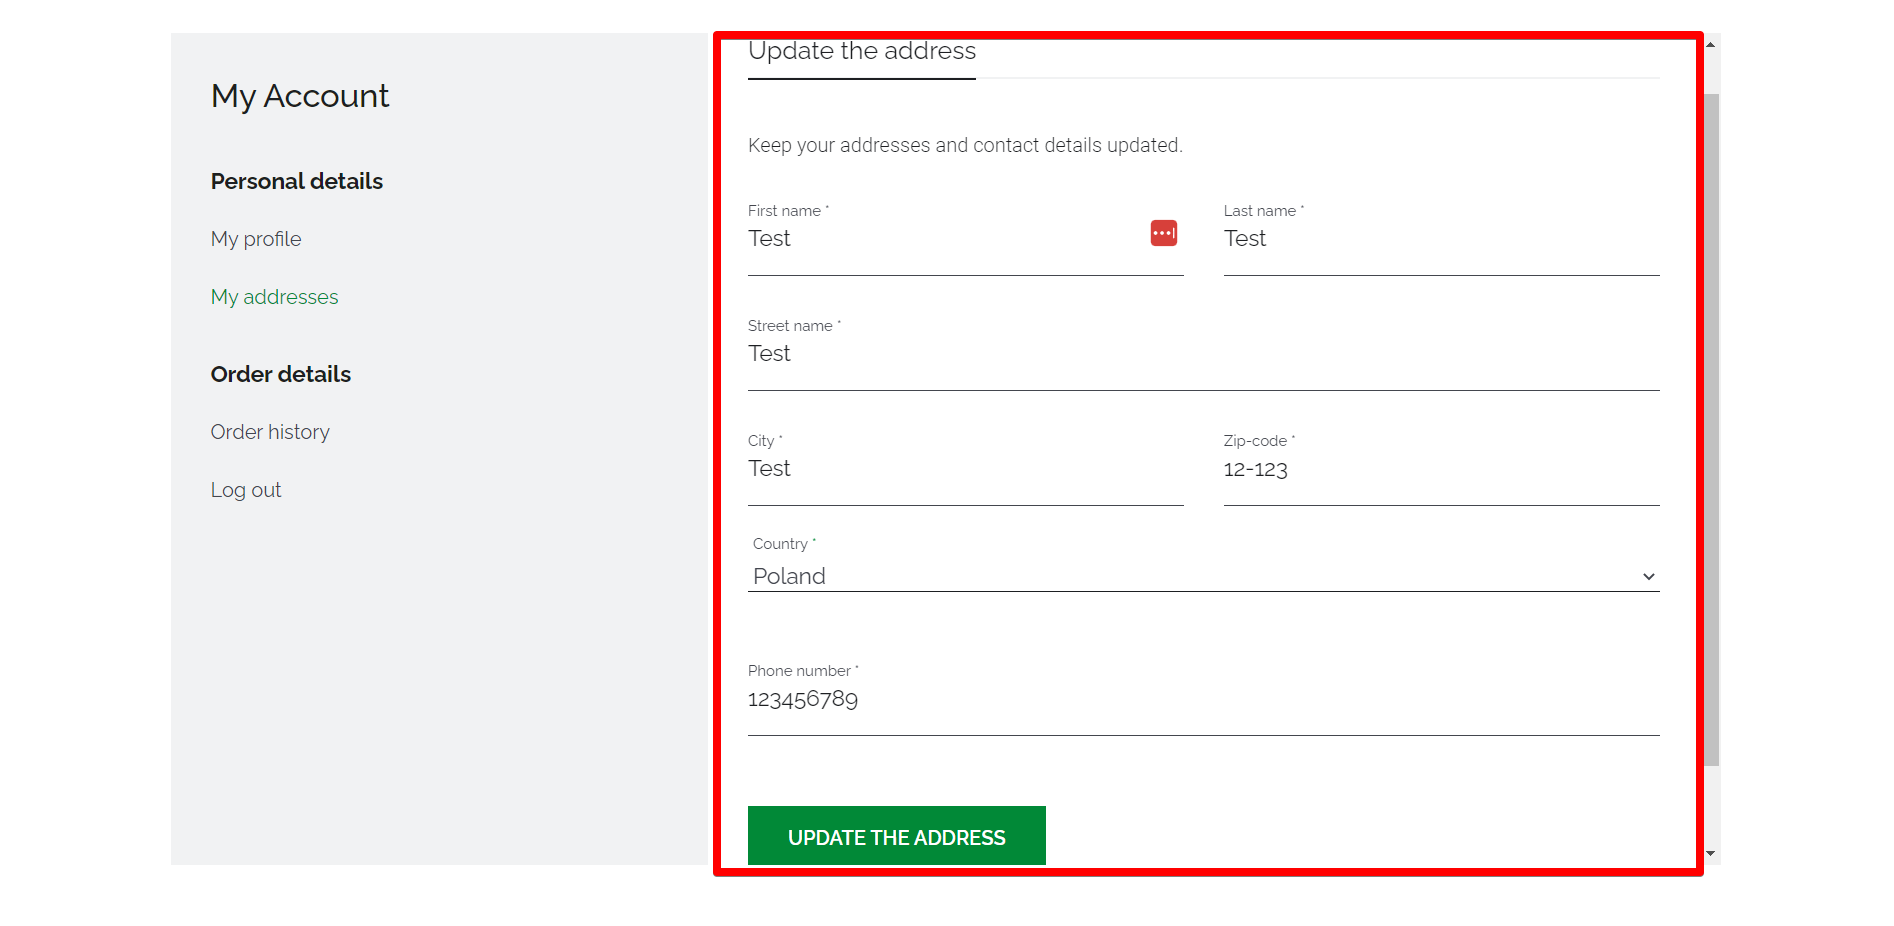 My Account
Personal details
My profile
My addresses
Order details
Order history
Log out
Update the address
Keep your addresses and contact details updated.
First name *
Test
Last name *
Test
Street name *
Test
City *
Test
Zip-code *
12-123
Country *
Poland
Phone number *
123456789
UPDATE THE ADDRESS